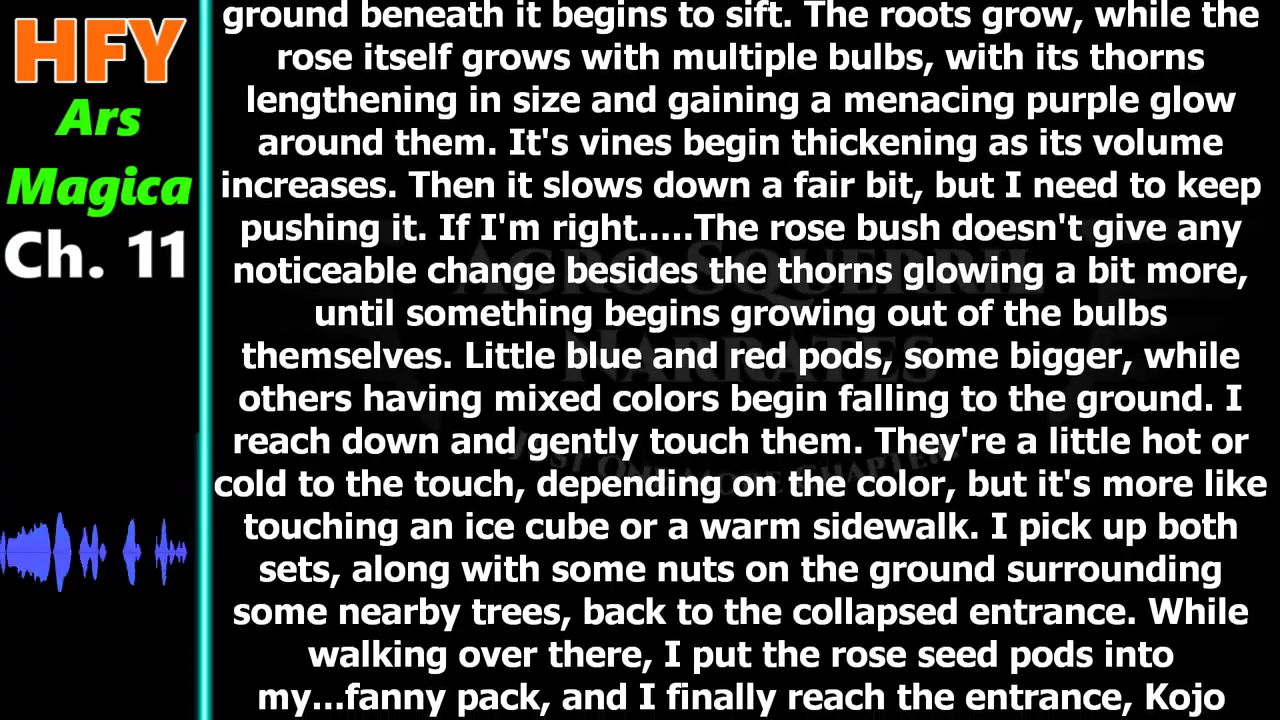 HFY
Ars
Magica
Ch. 11
ground beneath it begins to sift. The roots grow, while the
rose itself grows with multiple bulbs, with its thorns
lengthening in size and gaining a menacing purple glow
around them. It's vines begin thickening as its volume
increases. Then it slows down a fair bit, but I need to keep
pushing it. If I'm right.....The rose bush doesn't give any
noticeable change besides the thorns glowing a bit more,
until something begins growing out of the bulbs
themselves. Little blue and red pods, some bigger, while
others having mixed colors begin falling to the ground. I
reach down and gently touch them. They're a little hot or
cold to the touch, depending on the color, but it's more like
touching an ice cube or a warm sidewalk. I pick up both
sets, along with some nuts on the ground surrounding
some nearby trees, back to the collapsed entrance. While
walking over there, I put the rose seed pods into
my...fanny pack, and I finally reach the entrance, Kojo
Agro Squerril
Narrates
Just One More Chapter